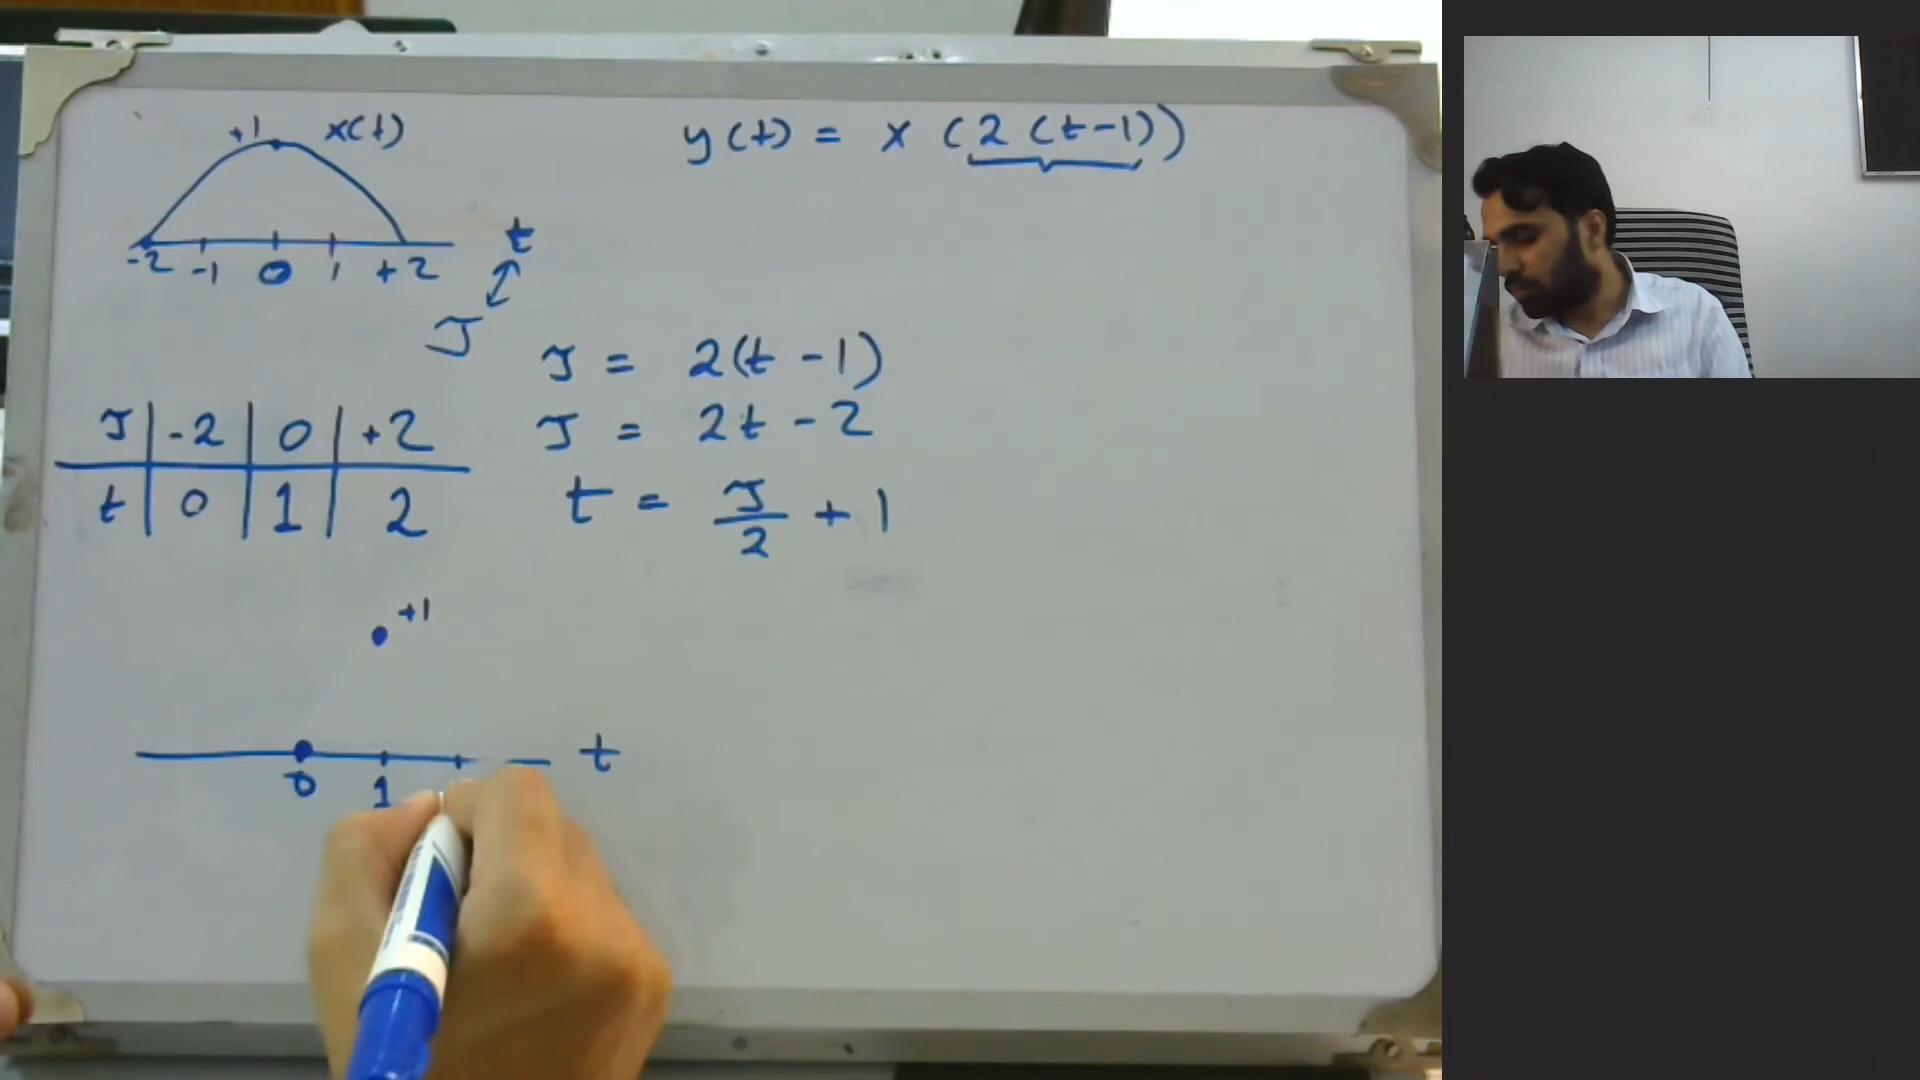 +1 x(t)
y(t) = x(2(t-1))
-2 -1 0 1 +2
t
J
J = 2(t-1)
J = 2t-2
t = J/2 + 1
J | -2 | 0 | +2
t | 0 | 1 | 2
+1
t
0 1